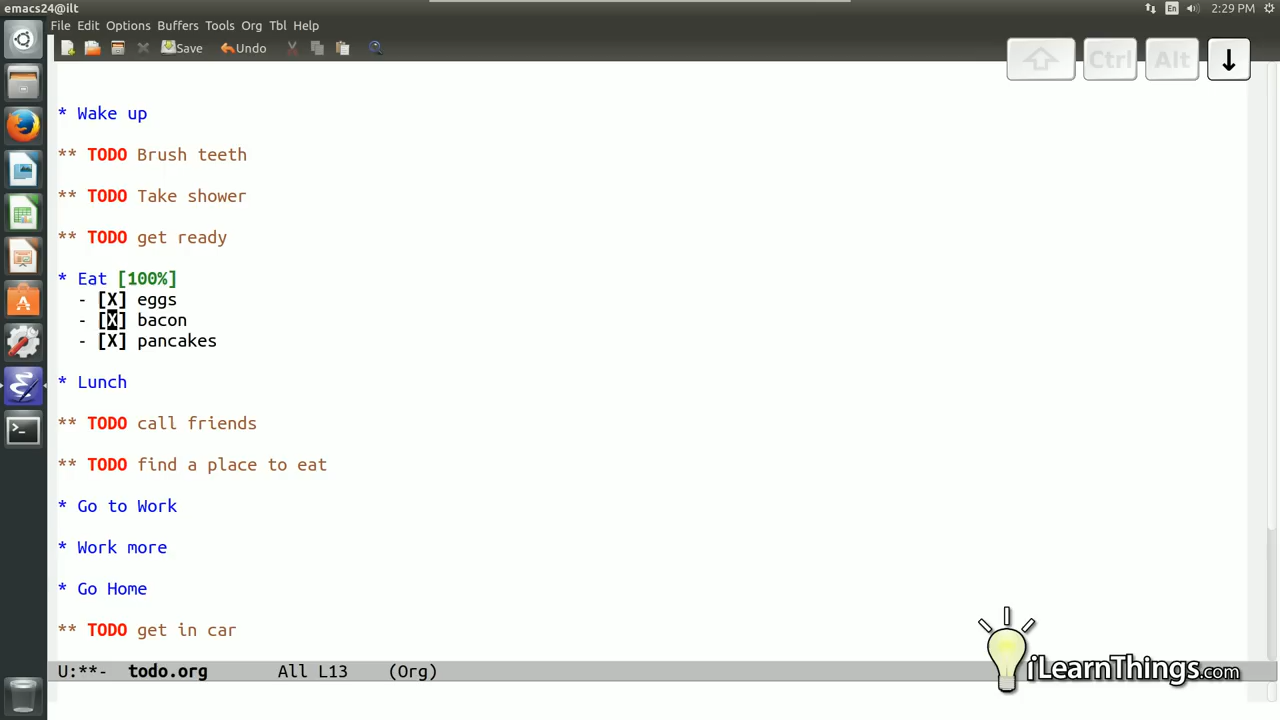 emacs24@ilt
En
2:29 PM
File Edit Options Buffers Tools Org Tbl Help
Save
Undo
Ctrl
Alt
↓
* Wake up
** TODO Brush teeth
** TODO Take shower
** TODO get ready
* Eat [100%]
- [X] eggs
- [X] bacon
- [X] pancakes
* Lunch
** TODO call friends
** TODO find a place to eat
* Go to Work
* Work more
* Go Home
** TODO get in car
U:**- todo.org All L13 (Org)
iLearnThings.com